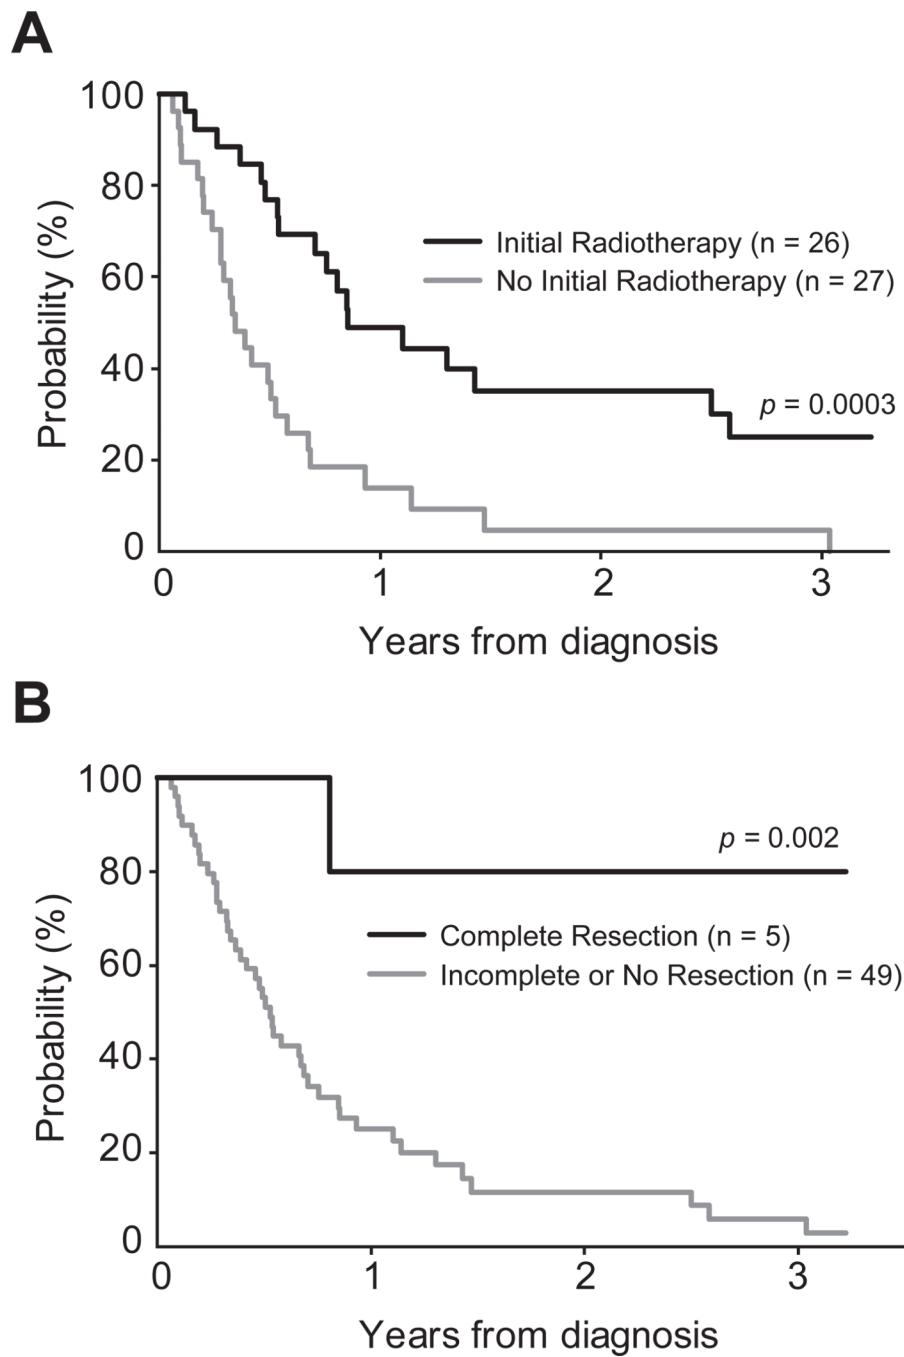 A
100
80
60
40
20
0
Probability (%)
Initial Radiotherapy (n = 26)
No Initial Radiotherapy (n = 27)
p = 0.0003
0 1 2 3
Years from diagnosis
B
100
80
60
40
20
0
Probability (%)
p = 0.002
Complete Resection (n = 5)
Incomplete or No Resection (n = 49)
0 1 2 3
Years from diagnosis